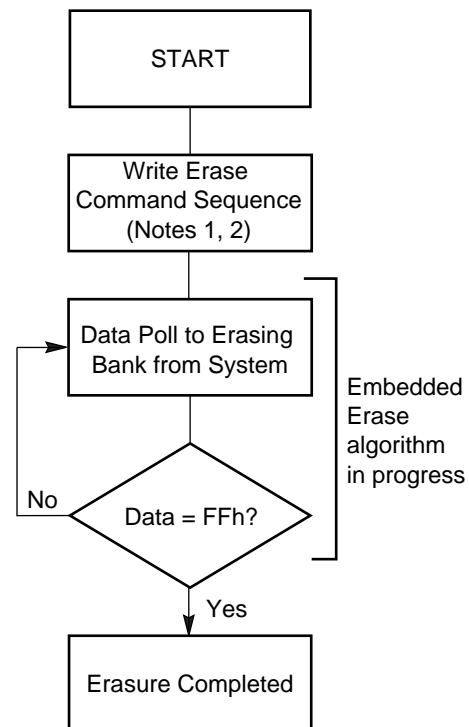 START
Write Erase
Command Sequence
(Notes 1, 2)
Data Poll to Erasing
Bank from System
Embedded
Erase
algorithm
in progress
No
Data = FFh?
Yes
Erasure Completed